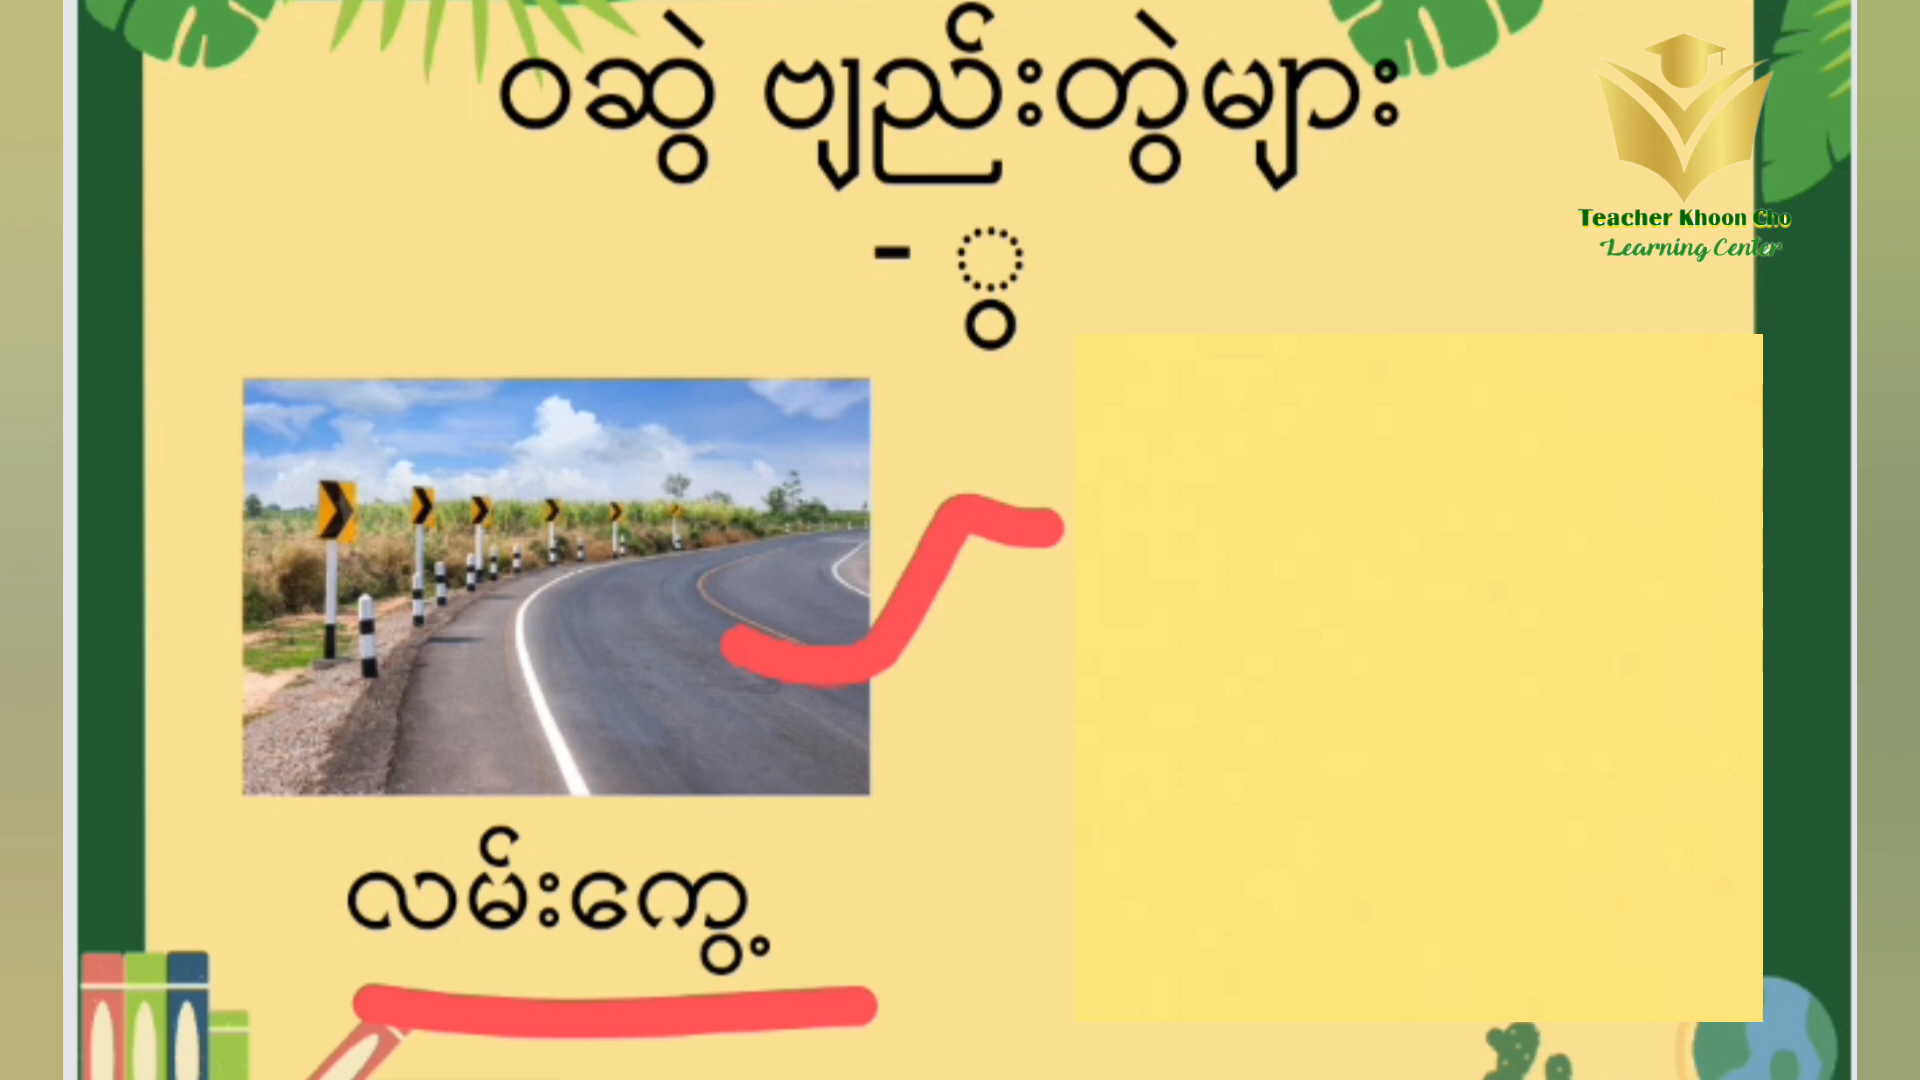 ဝဆွဲ ဗျည်းတွဲများ
- ွ
လမ်းကွေ့
Teacher Khoon Cho
Learning Center